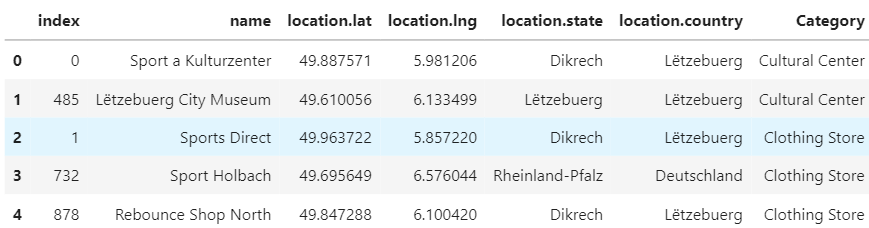 index name location.lat location.lng location.state location.country Category
0 0 Sport a Kulturzenter 49.887571 5.981206 Dikrech Lëtzebuerg Cultural Center
1 485 Lëtzebuerg City Museum 49.610056 6.133499 Lëtzebuerg Lëtzebuerg Cultural Center
2 1 Sports Direct 49.963722 5.857220 Dikrech Lëtzebuerg Clothing Store
3 732 Sport Holbach 49.695649 6.576044 Rheinland-Pfalz Deutschland Clothing Store
4 878 Rebounce Shop North 49.847288 6.100420 Dikrech Lëtzebuerg Clothing Store